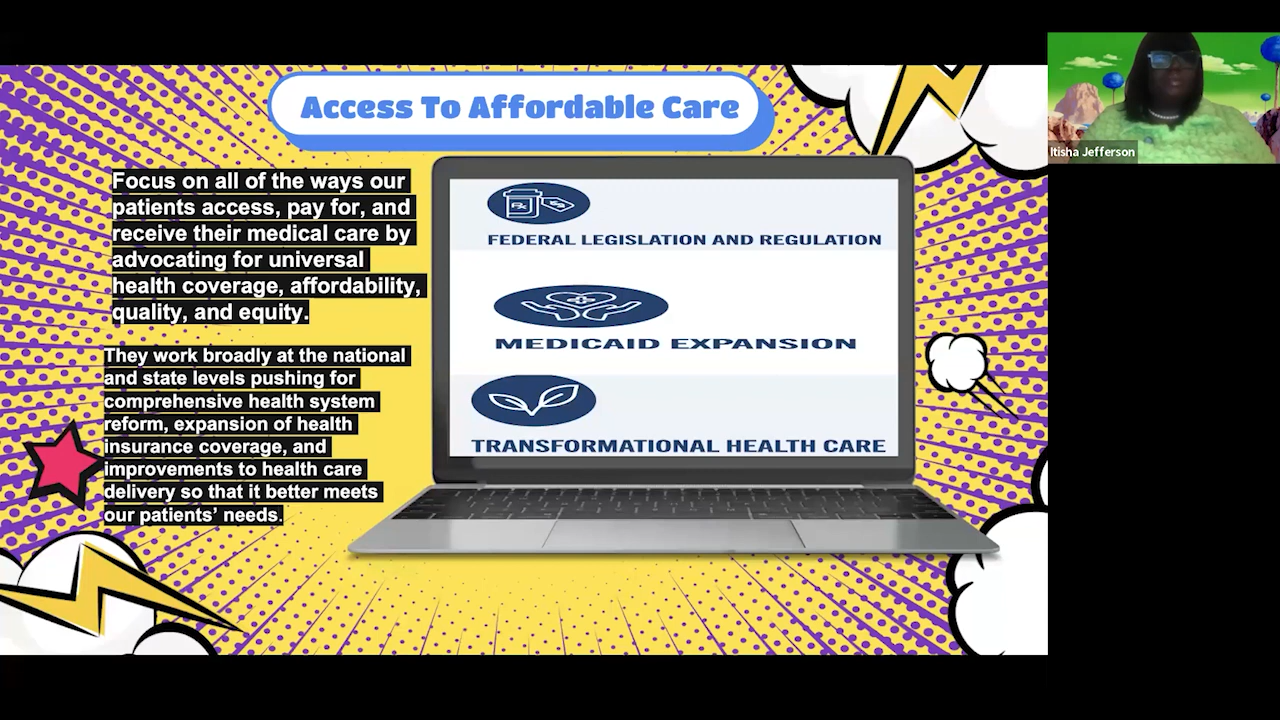 Access To Affordable Care
Focus on all of the ways our
patients access, pay for, and
receive their medical care by
advocating for universal
health coverage, affordability,
quality, and equity.
They work broadly at the national
and state levels pushing for
comprehensive health system
reform, expansion of health
insurance coverage, and
improvements to health care
delivery so that it better meets
our patients’ needs.
Rx
FEDERAL LEGISLATION AND REGULATION
MEDICAID EXPANSION
TRANSFORMATIONAL HEALTH CARE
Itisha Jefferson